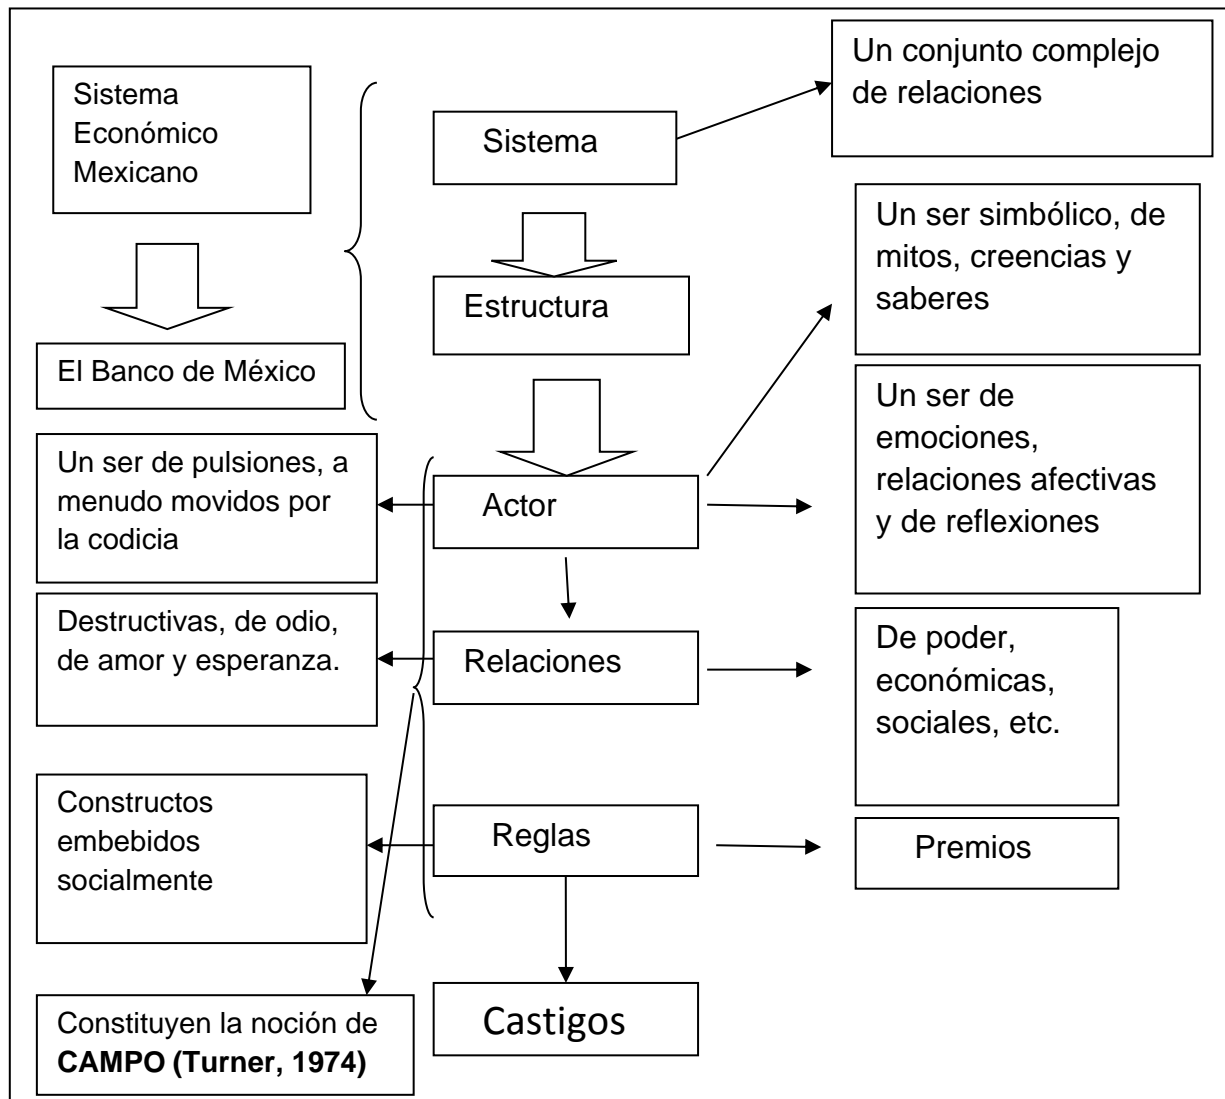 Un conjunto complejo
de relaciones
Sistema
Económico
Mexicano
Sistema
Un ser simbólico, de
mitos, creencias y
saberes
Estructura
El Banco de México
Un ser de
emociones,
relaciones afectivas
y de reflexiones
Un ser de pulsiones, a
menudo movidos por
la codicia
Actor
Destructivas, de odio,
de amor y esperanza.
Relaciones
De poder,
económicas,
sociales, etc.
Constructos
embebidos
socialmente
Reglas
Premios
Castigos
Constituyen la noción de
CAMPO (Turner, 1974)